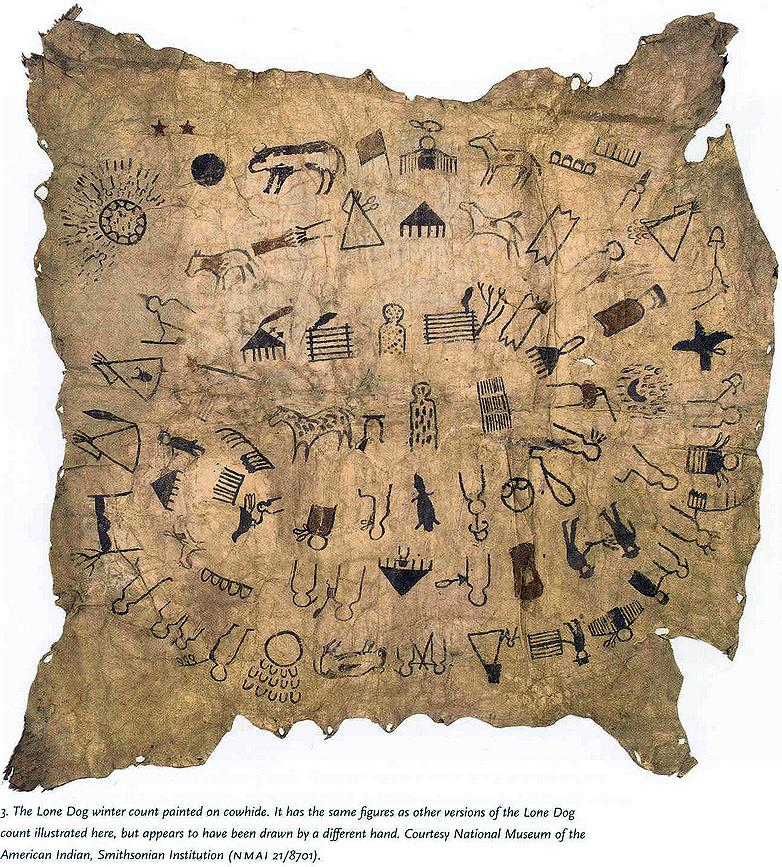 3. The Lone Dog winter count painted on cowhide. It has the same figures as other versions of the Lone Dog
count illustrated here, but appears to have been drawn by a different hand. Courtesy National Museum of the
American Indian, Smithsonian Institution (NMAI 21/8701).